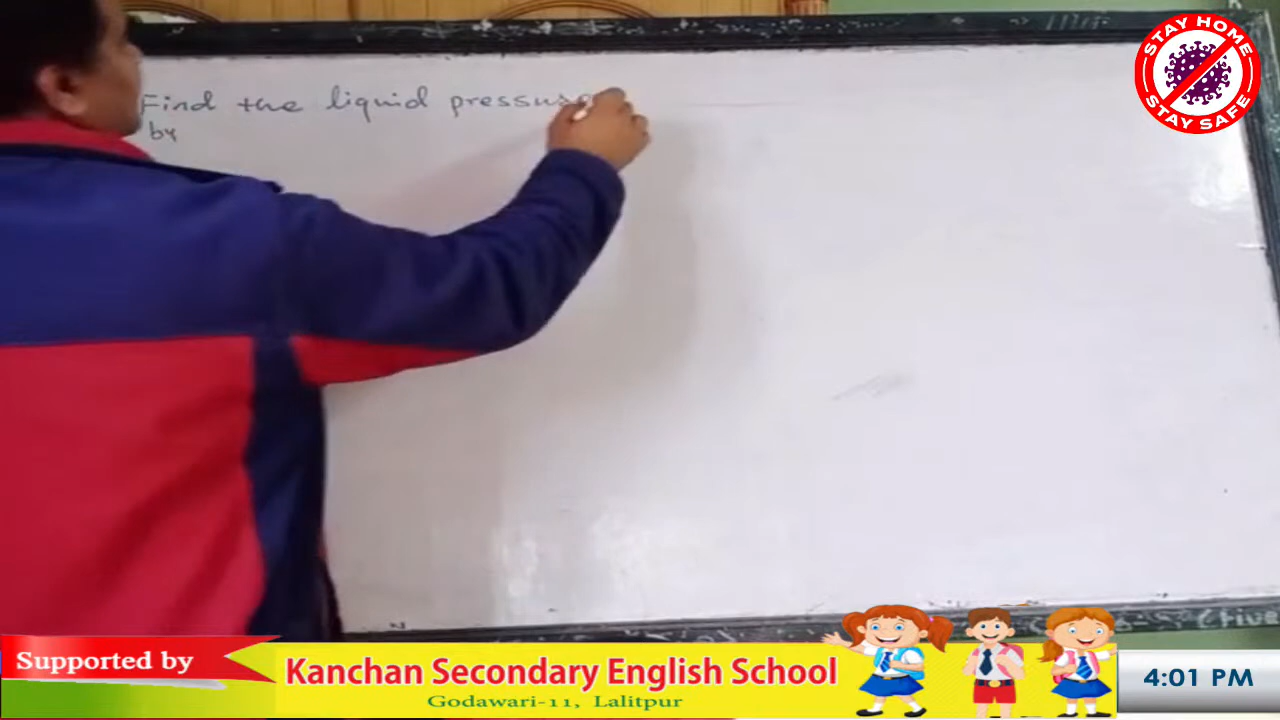 Find the liquid pressure
by
STAY HOME
STAY SAFE
Supported by
Kanchan Secondary English School
Godawari-11, Lalitpur
4:01 PM